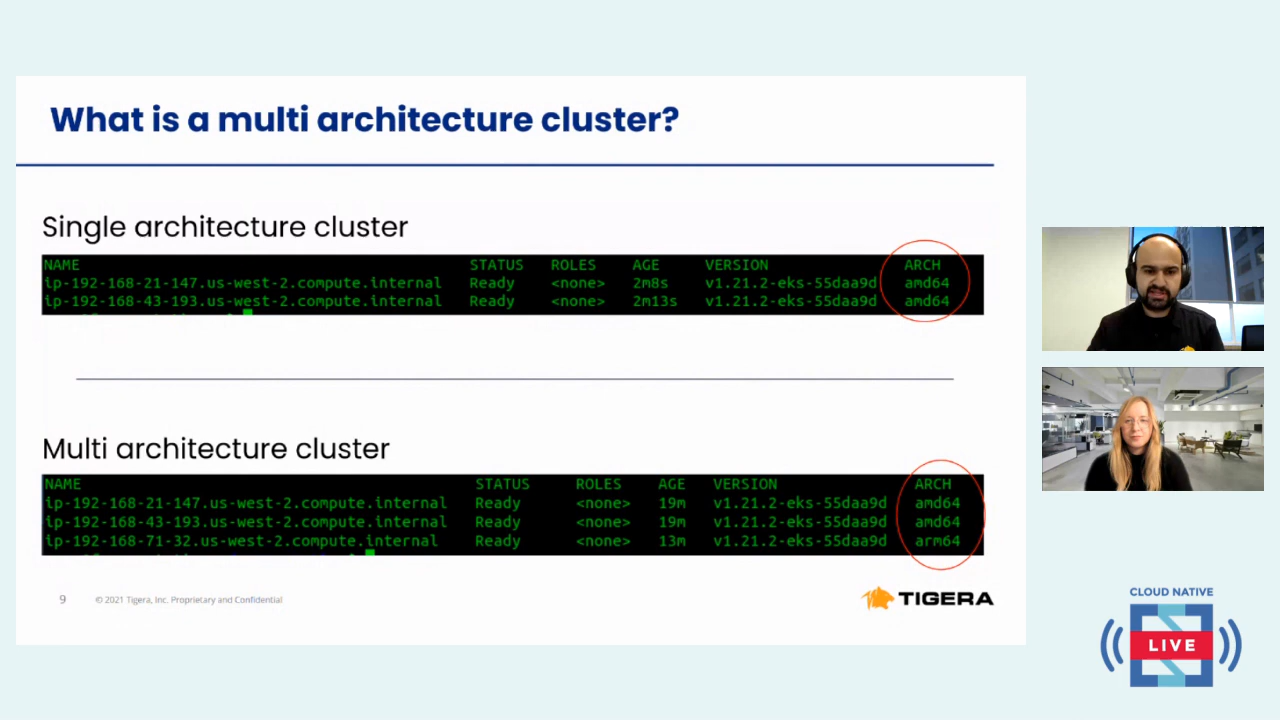 What is a multi architecture cluster?
Single architecture cluster
NAME STATUS ROLES AGE VERSION ARCH
ip-192-168-21-147.us-west-2.compute.internal Ready <none> 2m8s v1.21.2-eks-55daa9d amd64
ip-192-168-43-193.us-west-2.compute.internal Ready <none> 2m13s v1.21.2-eks-55daa9d amd64
Multi architecture cluster
NAME STATUS ROLES AGE VERSION ARCH
ip-192-168-21-147.us-west-2.compute.internal Ready <none> 19m v1.21.2-eks-55daa9d amd64
ip-192-168-43-193.us-west-2.compute.internal Ready <none> 19m v1.21.2-eks-55daa9d amd64
ip-192-168-71-32.us-west-2.compute.internal Ready <none> 13m v1.21.2-eks-55daa9d arm64
9 © 2021 Tigera, Inc. Proprietary and Confidential
TIGERA
CLOUD NATIVE
LIVE